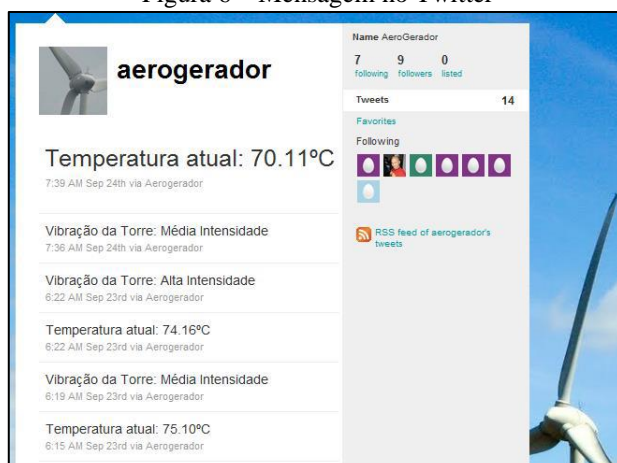 Figura 8 – Mensagem no Twitter
aerogerador
Temperatura atual: 70.11ºC
7:39 AM Sep 24th via Aerogerador
Vibração da Torre: Média Intensidade
7:36 AM Sep 24th via Aerogerador
Vibração da Torre: Alta Intensidade
6:22 AM Sep 23rd via Aerogerador
Temperatura atual: 74.16ºC
6:22 AM Sep 23rd via Aerogerador
Vibração da Torre: Média Intensidade
6:19 AM Sep 23rd via Aerogerador
Temperatura atual: 75.10ºC
6:15 AM Sep 23rd via Aerogerador
Name AeroGerador
7 9 0
following followers listed
Tweets 14
Favorites
Following
RSS feed of aerogerador's
tweets